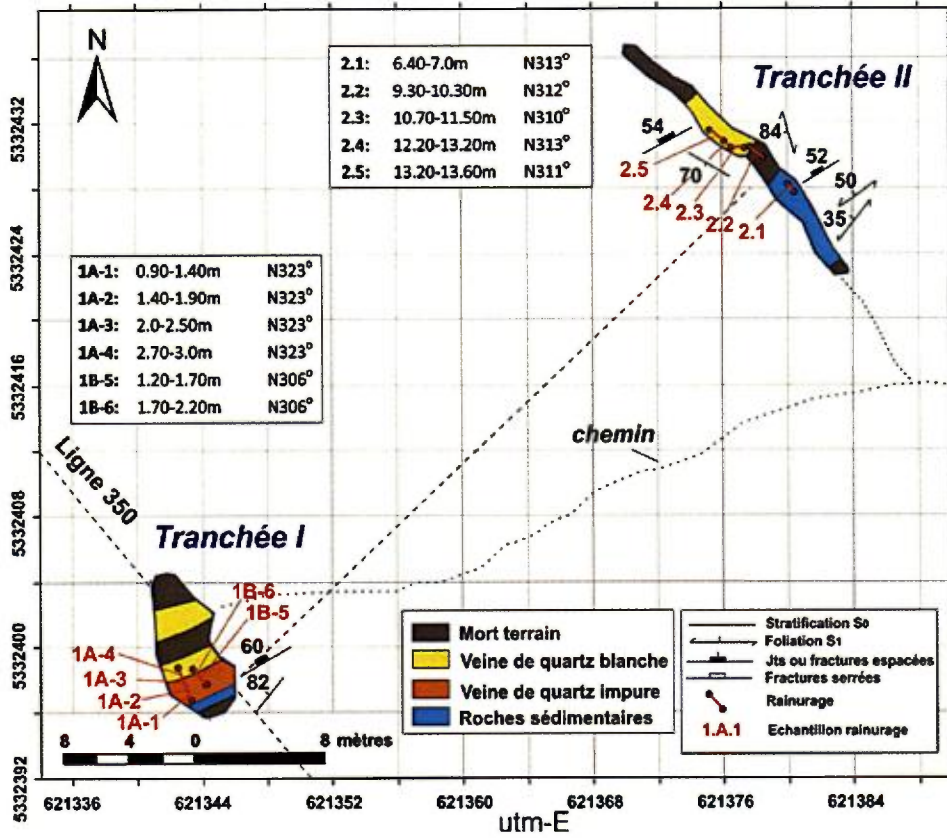 N
2.1: 6.40-7.0m N313°
2.2: 9.30-10.30m N312°
2.3: 10.70-11.50m N310°
2.4: 12.20-13.20m N313°
2.5: 13.20-13.60m N311°
Tranchée II
54
84
52
50
35
70
2.5
2.4
2.3
2.2
2.1
1A-1: 0.90-1.40m N323°
1A-2: 1.40-1.90m N323°
1A-3: 2.0-2.50m N323°
1A-4: 2.70-3.0m N323°
1B-5: 1.20-1.70m N306°
1B-6: 1.70-2.20m N306°
chemin
Ligne 350
Tranchée I
1B-6
1B-5
60
82
1A-4
1A-3
1A-2
1A-1
8 4 0 8 mètres
Mort terrain
Veine de quartz blanche
Veine de quartz impure
Roches sédimentaires
Stratification S0
Foliation S1
Jts ou fractures espacées
Fractures serrées
Rainurage
1.A.1 Echantillon rainurage
5332432
5332424
5332416
5332408
5332400
5332392
621336 621344 621352 621360 621368 621376 621384
utm-E